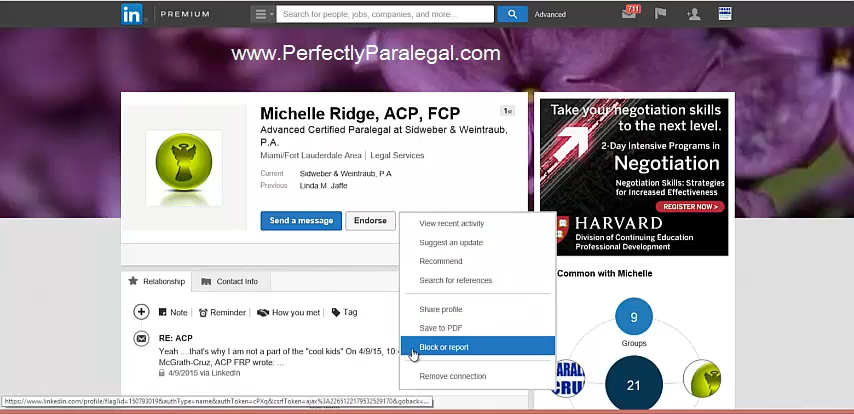 in PREMIUM Search for people, jobs, companies, and more... Advanced 711
www.PerfectlyParalegal.com
Michelle Ridge, ACP, FCP
1st
Advanced Certified Paralegal at Sidweber & Weintraub,
P.A.
Miami/Fort Lauderdale Area Legal Services
Current Sidweber & Weintraub, P.A
Previous Linda M. Jaffe
Send a message Endorse
View recent activity
Suggest an update
Recommend
Search for references
Share profile
Save to PDF
Block or report
Remove connection
Relationship Contact Info
Note Reminder How you met Tag
RE: ACP
Yeah ....that's why I am not a part of the "cool kids" On 4/9/15, 10
McGrath-Cruz, ACP FRP wrote: ...
4/9/2015 via LinkedIn
Take your negotiation skills
to the next level.
2-Day Intensive Programs in
Negotiation
Negotiation Skills: Strategies
for Increased Effectiveness
REGISTER NOW >
HARVARD
Division of Continuing Education
Professional Development
Common with Michelle
9
Groups
21
PARAL
CRU